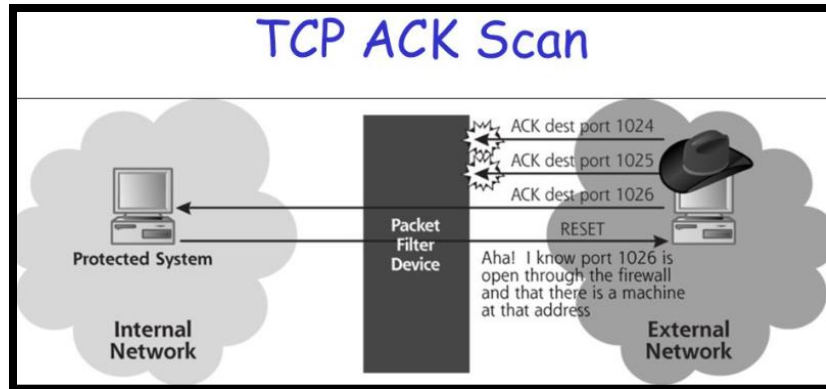 TCP ACK Scan
ACK dest port 1024
ACK dest port 1025
ACK dest port 1026
Packet
Filter
Device
RESET
Protected System
Aha! I know port 1026 is
open through the firewall
and that there is a machine
at that address
Internal
Network
External
Network